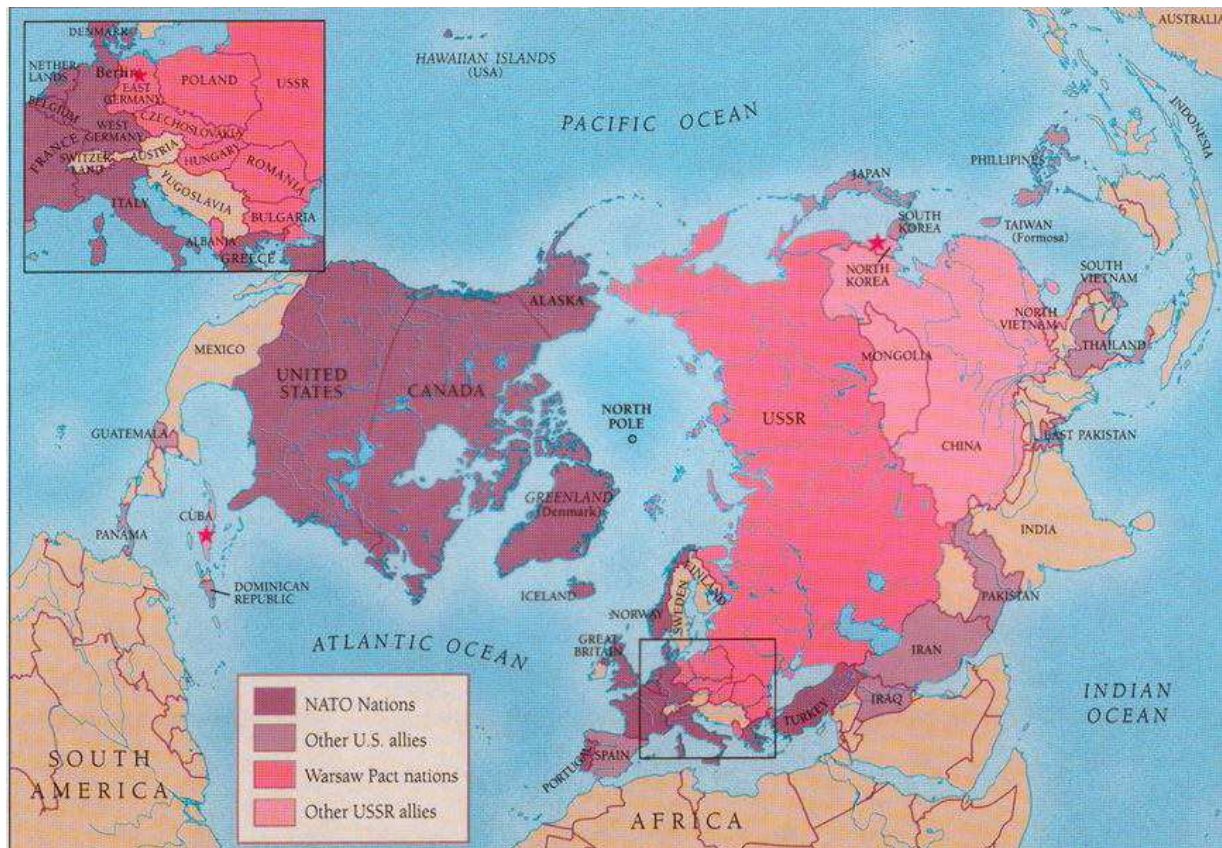 DENMARK
NETHER-
LANDS
Berlin
EAST
GERMANY
POLAND
USSR
BELGIUM
WEST
GERMANY
CZECHOSLOVAKIA
FRANCE
SWITZER
LAND
AUSTRIA
HUNGARY
ROMANIA
YUGOSLAVIA
ITALY
BULGARIA
ALBANIA
GREECE
HAWAIIAN ISLANDS
(USA)
PACIFIC OCEAN
AUSTRALIA
INDONESIA
PHILLIPINES
JAPAN
SOUTH
KOREA
TAIWAN
(Formosa)
NORTH
KOREA
SOUTH
VIETNAM
NORTH
VIETNAM
THAILAND
ALASKA
MEXICO
UNITED
STATES
CANADA
NORTH
POLE
USSR
MONGOLIA
CHINA
EAST PAKISTAN
GUATEMALA
PANAMA
CUBA
DOMINICAN
REPUBLIC
GREENLAND
(Denmark)
ICELAND
NORWAY
SWEDEN
FINLAND
GREAT
BRITAIN
INDIA
PAKISTAN
IRAN
IRAQ
TURKEY
ATLANTIC OCEAN
INDIAN
OCEAN
PORTUGAL
SPAIN
SOUTH
AMERICA
AFRICA
NATO Nations
Other U.S. allies
Warsaw Pact nations
Other USSR allies